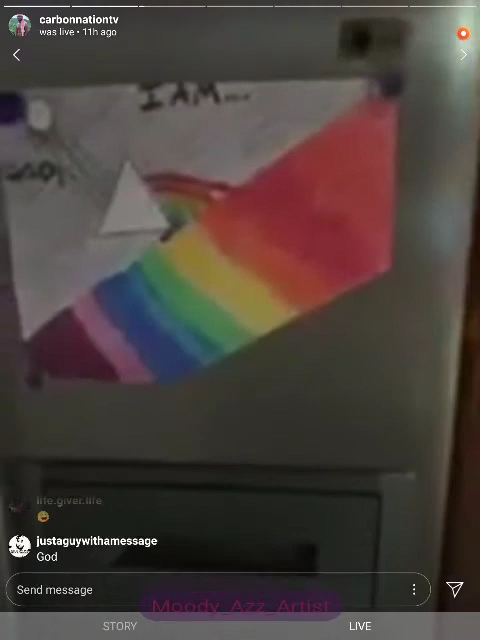 carbonnationtv
was live • 11h ago
I AM...
life.giver.life
justaguywithamessage
God
Send message
Moody_Azz_Artist
STORY
LIVE